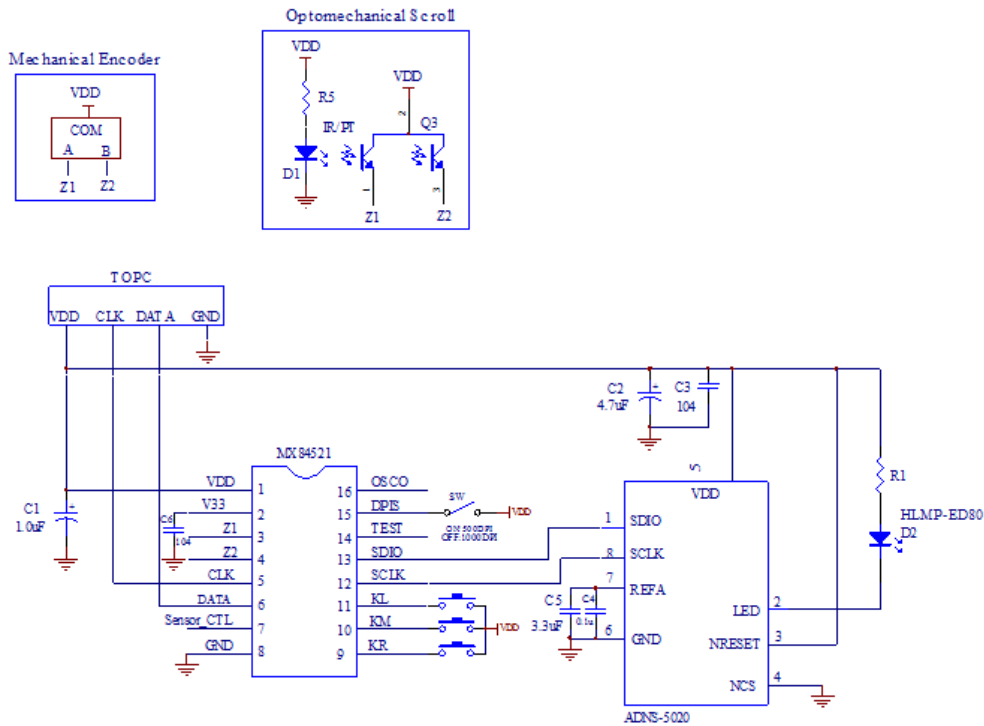 Optomechanical Scroll
Mechanical Encoder
VDD
COM
A B
Z1 Z2
VDD
R5
D1
IR/PT
VDD
2
Q3
1
3
Z1 Z2
TOPC
VDD CLK DATA GND
C1
1.0uF
C2
4.7uF
C3
104
MX84521
VDD 1
V33 2
C6
104
Z1 3
Z2 4
CLK 5
DATA 6
Sensor_CTL 7
GND 8
16 OSCO
15 DPIS
14 TEST
13 SDIO
12 SCLK
11 KL
10 KM
9 KR
SW
VDD
ON:500DPI
OFF:1000DPI
VDD
5
VDD
1 SDIO
8 SCLK
7 REFA
6 GND
C5
3.3uF
C4
0.1u
LED 2
NRESET 3
NCS 4
ADNS-5020
R1
HLMP-ED80
D2